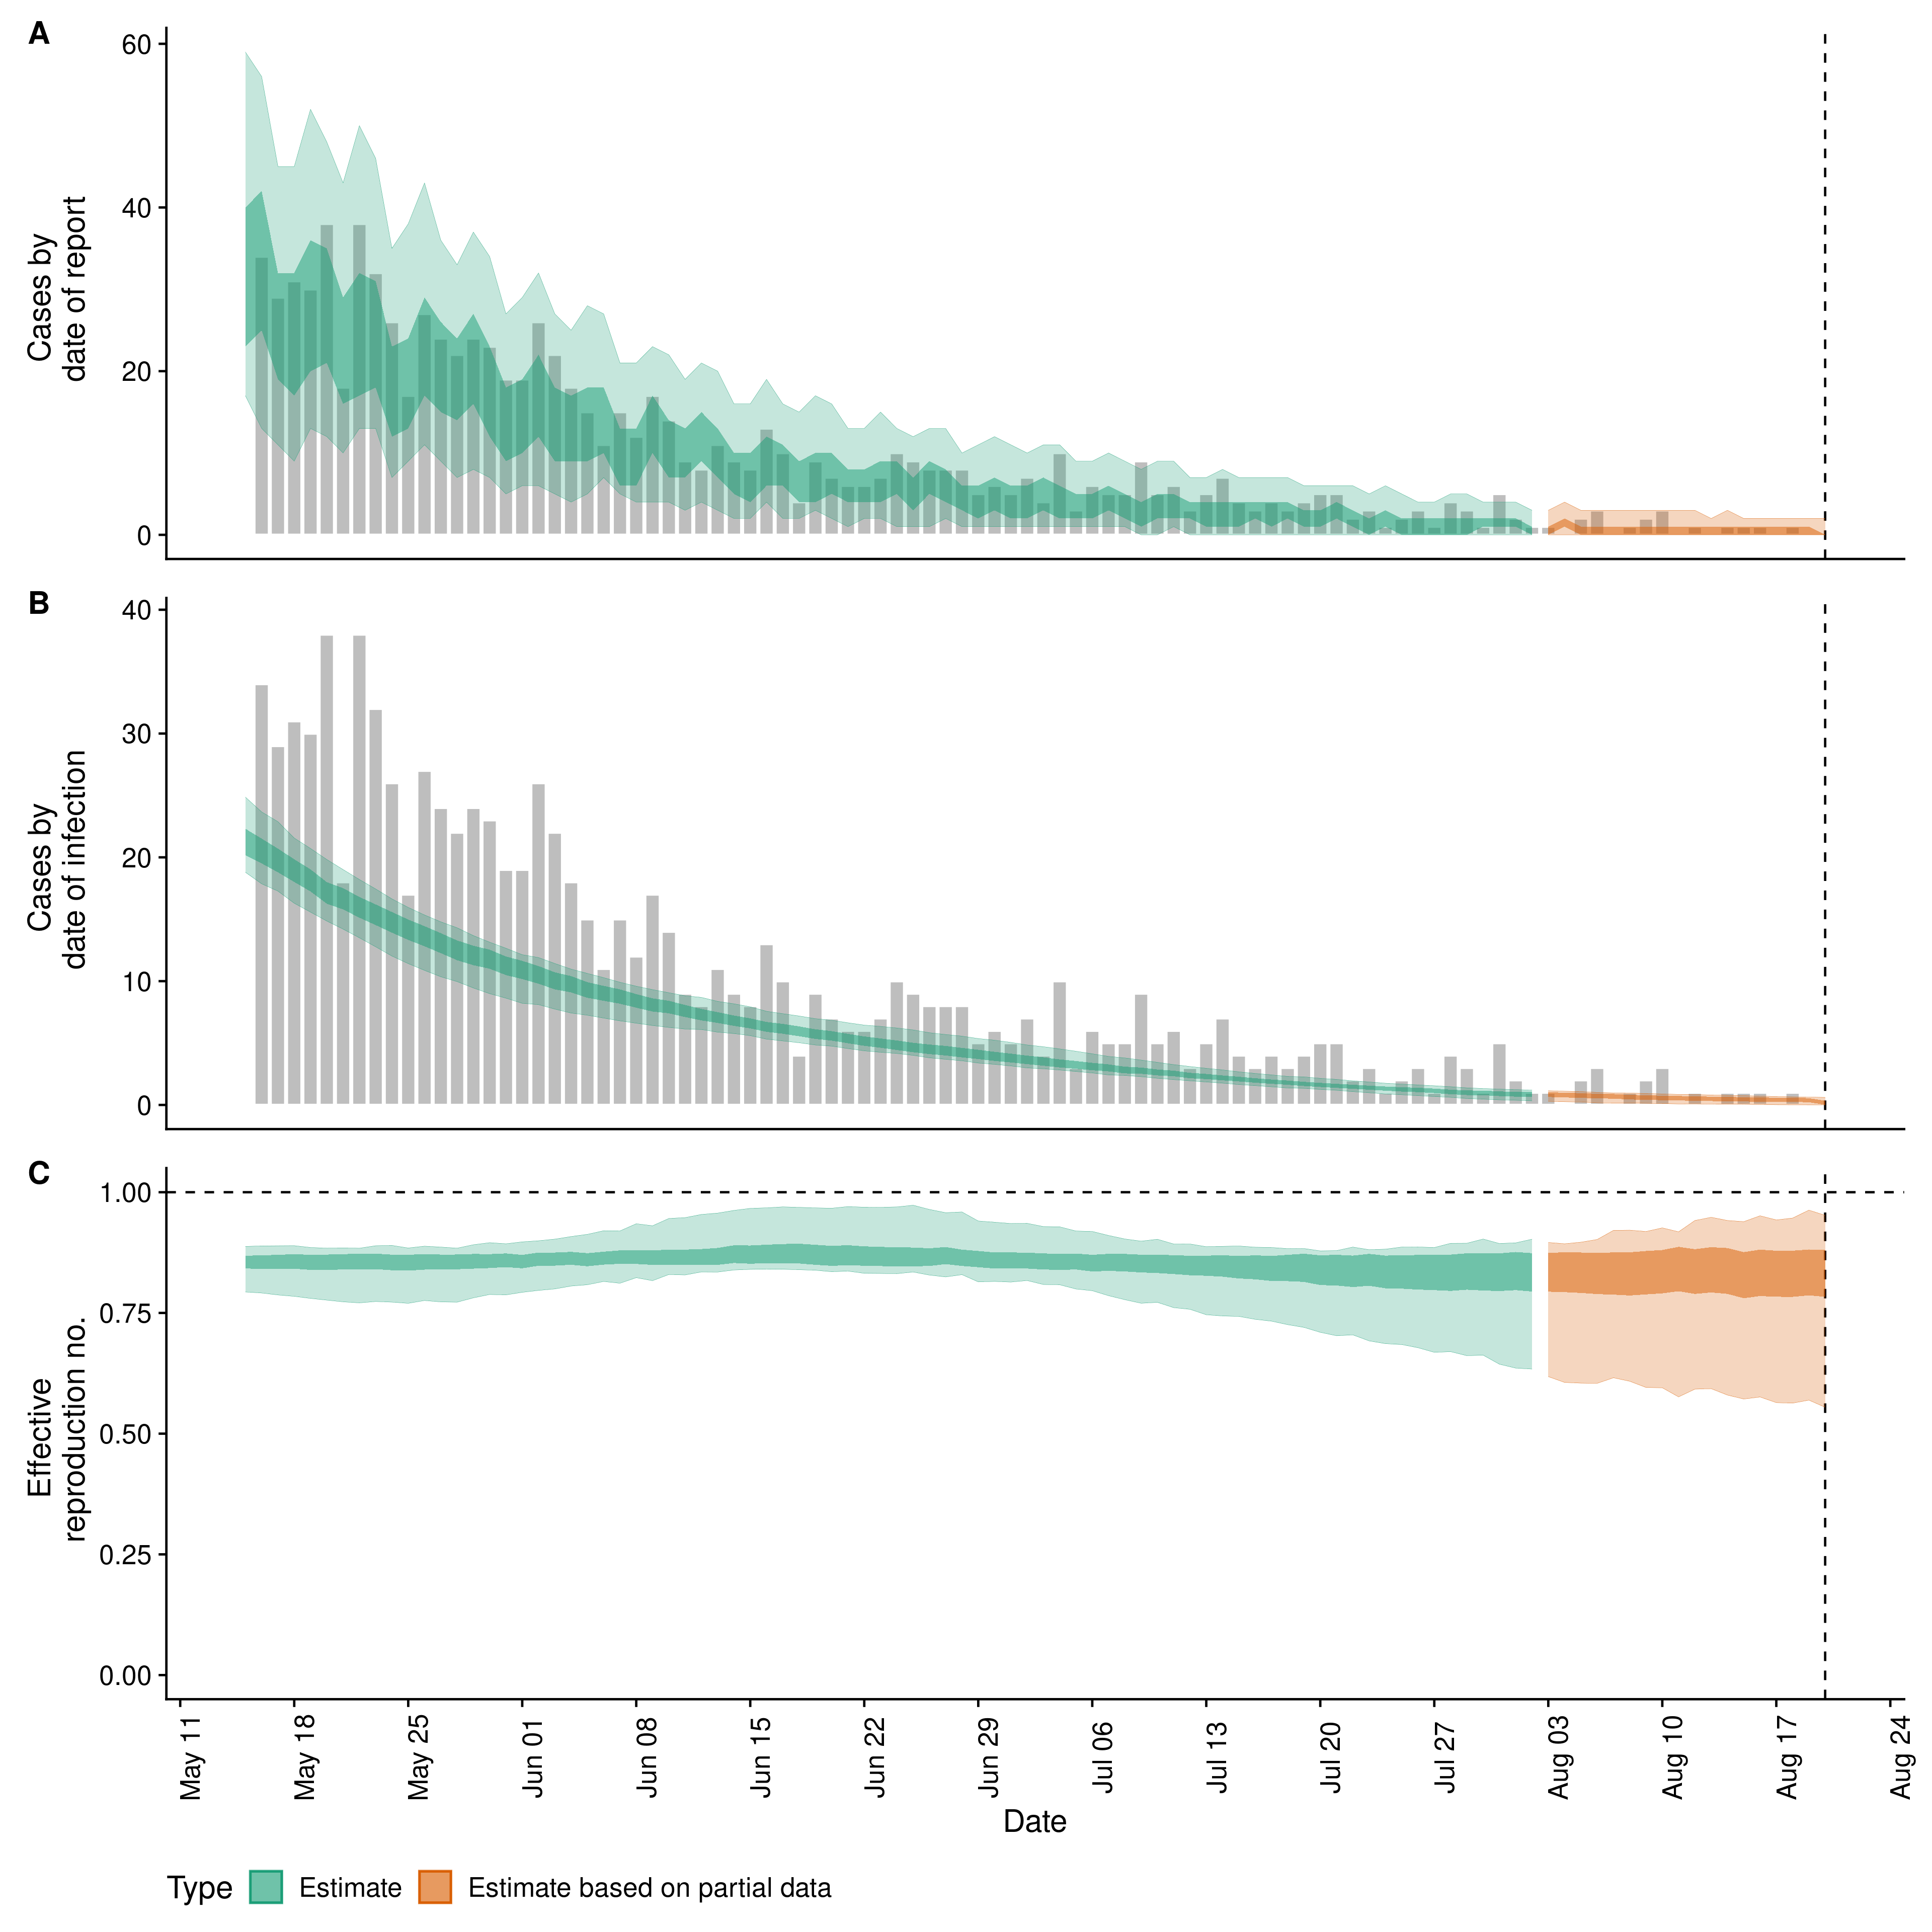 A
60
40
20
0
Cases by
date of report
B
40
30
20
10
0
Cases by
date of infection
C
1.00
0.75
0.50
0.25
0.00
Effective
reproduction no.
May 11
May 18
May 25
Jun 01
Jun 08
Jun 15
Jun 22
Jun 29
Jul 06
Jul 13
Jul 20
Jul 27
Aug 03
Aug 10
Aug 17
Aug 24
Date
Type Estimate Estimate based on partial data